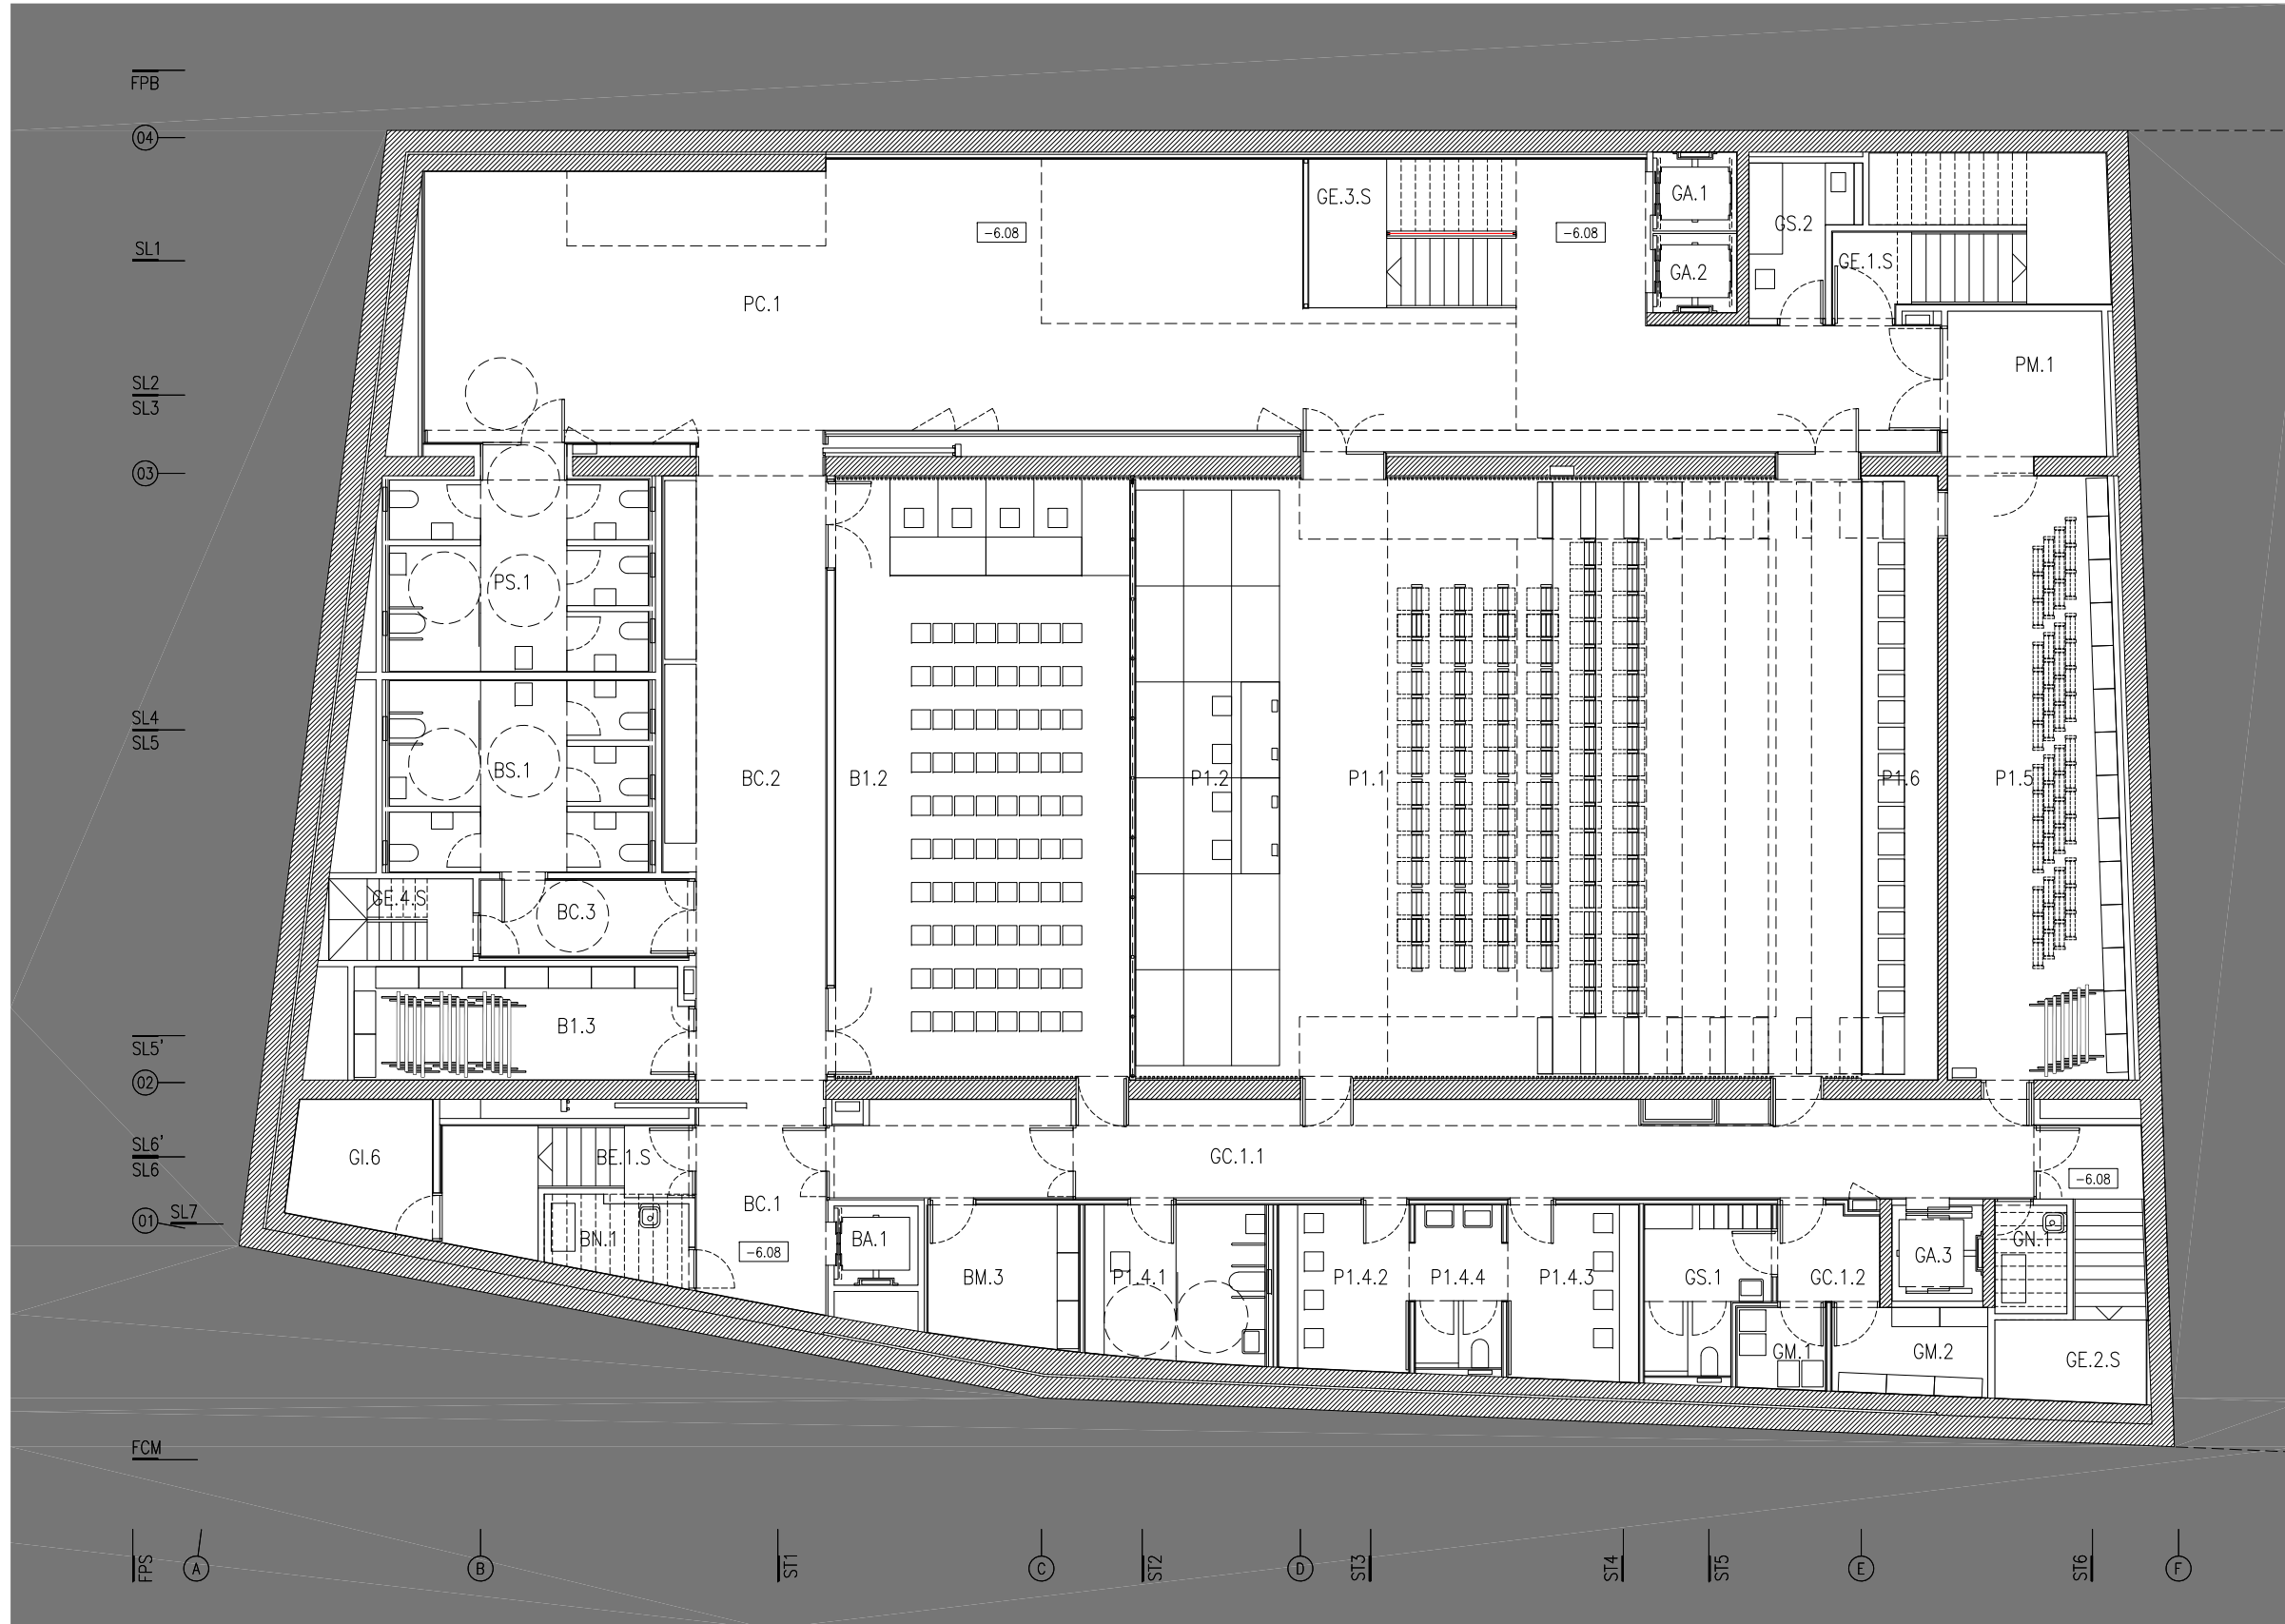 FPB
04
GE.3.S
GA.1
GS.2
-6.08
-6.08
SL1
GA.2
GE.1.S
PC.1
PM.1
SL2
SL3
03
PS.1
SL4
SL5
BS.1
BC.2
B1.2
P1.2
P1.1
P1.6
P1.5
GE.4.S
BC.3
B1.3
SL5'
02
SL6'
SL6
GI.6
BE.1.S
GC.1.1
-6.08
BC.1
01
SL7
BN.1
-6.08
BA.1
GN.1
GA.3
BM.3
P1.4.1
P1.4.2
P1.4.4
P1.4.3
GS.1
GC.1.2
GM.1
GM.2
GE.2.S
FCM
FPS
A
B
ST1
C
ST2
D
ST3
ST4
ST5
E
ST6
F